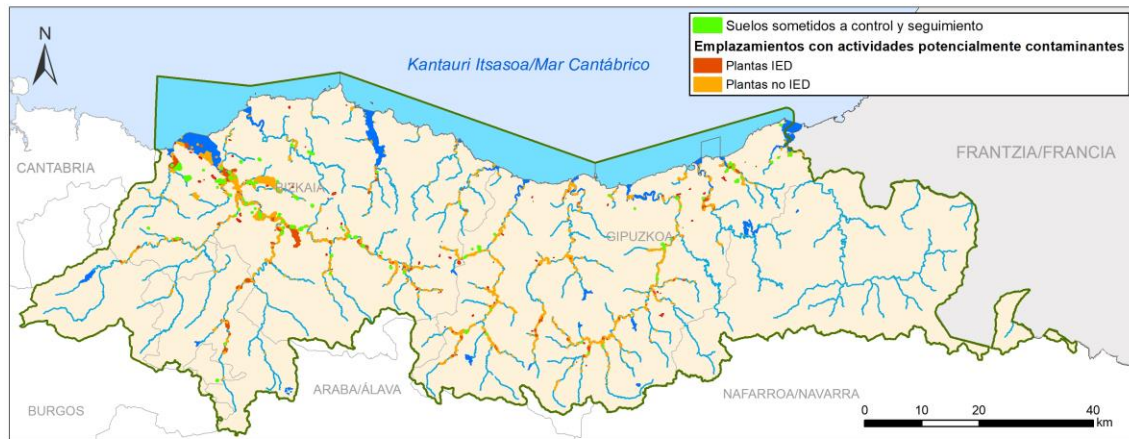 Suelos sometidos a control y seguimiento
Emplazamientos con actividades potencialmente contaminantes
Plantas IED
Plantas no IED
N
Kantauri Itsasoa/Mar Cantábrico
CANTABRIA
FRANTZIA/FRANCIA
BIZKAIA
GIPUZKOA
ARABA/ÁLAVA
NAFARROA/NAVARRA
BURGOS
0 10 20 40
km